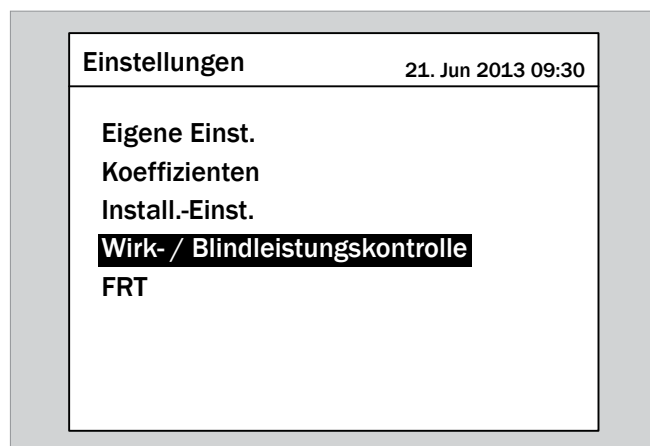 Einstellungen 21. Jun 2013 09:30
Eigene Einst.
Koeffizienten
Install.-Einst.
Wirk- / Blindleistungskontrolle
FRT